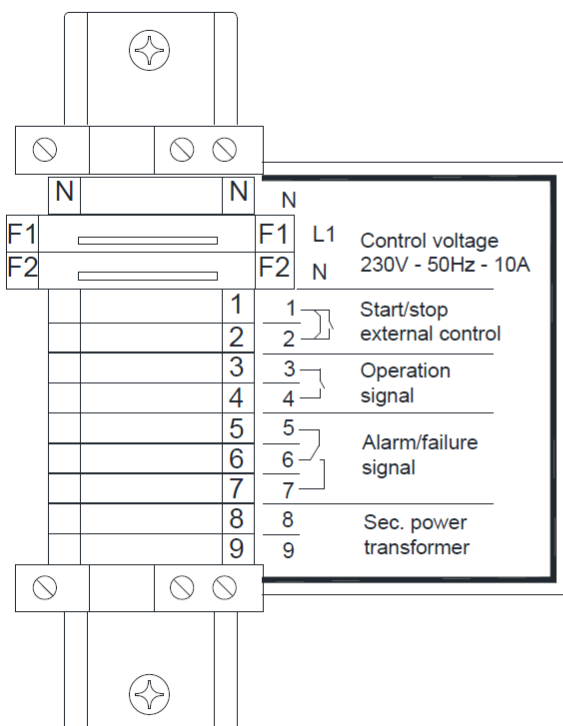 N N N
F1 F1 L1 Control voltage
F2 F2 N 230V - 50Hz - 10A
1 1 Start/stop
2 2 external control
3 3 Operation
4 4 signal
5 5 Alarm/failure
6 6 signal
7 7
8 8 Sec. power
9 9 transformer